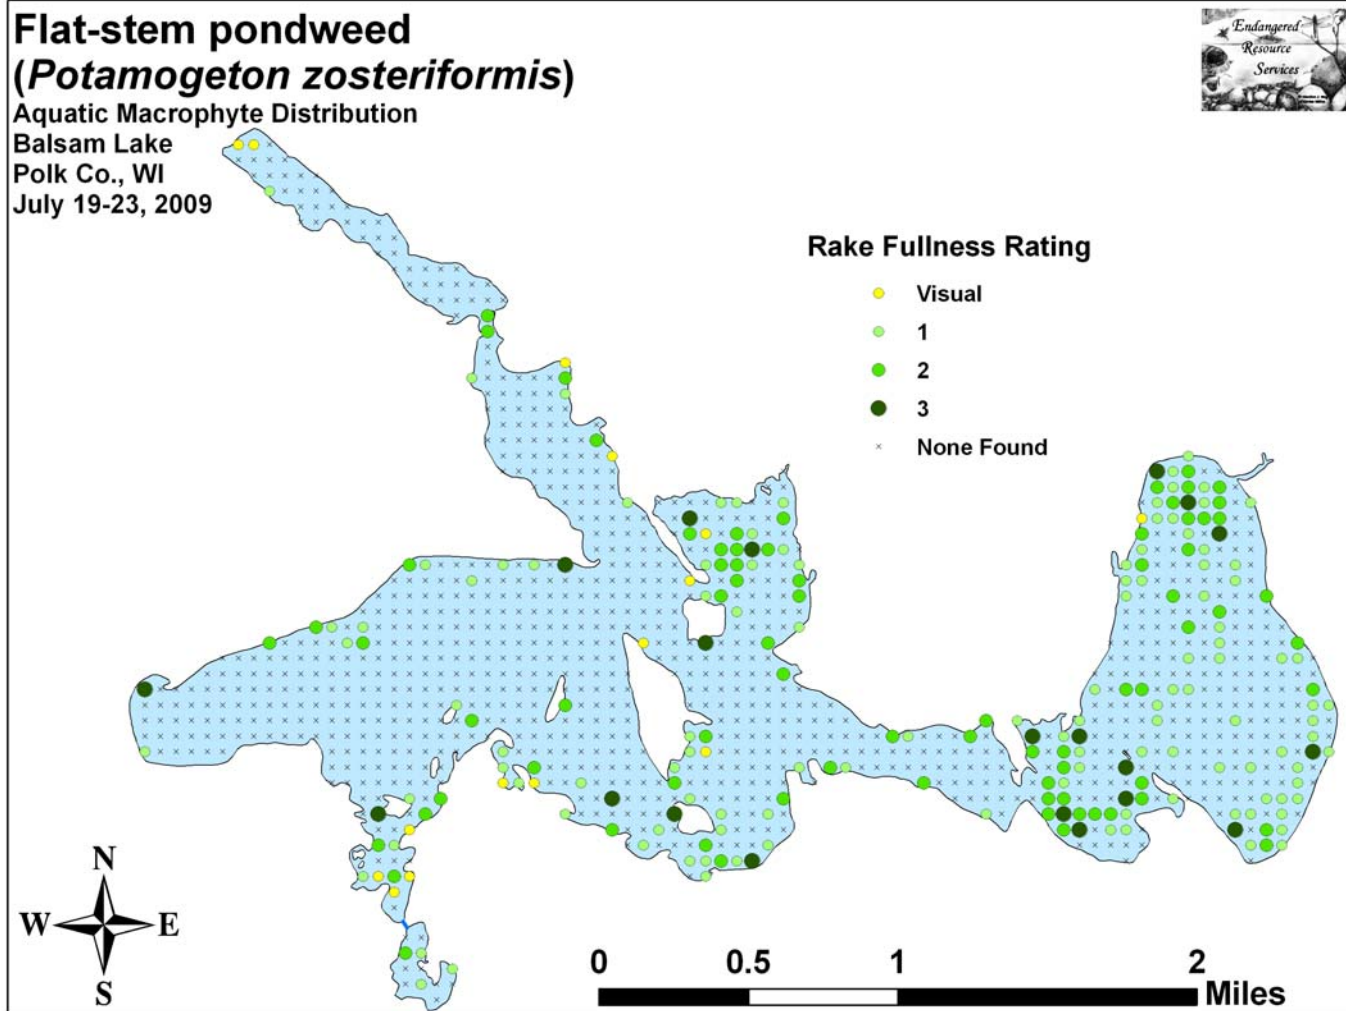 Flat-stem pondweed
(Potamogeton zosteriformis)
Aquatic Macrophyte Distribution
Balsam Lake
Polk Co., WI
July 19-23, 2009
Endangered
Resource
Services
Rake Fullness Rating
Visual
1
2
3
None Found
N
W E
S
0 0.5 1 2
Miles